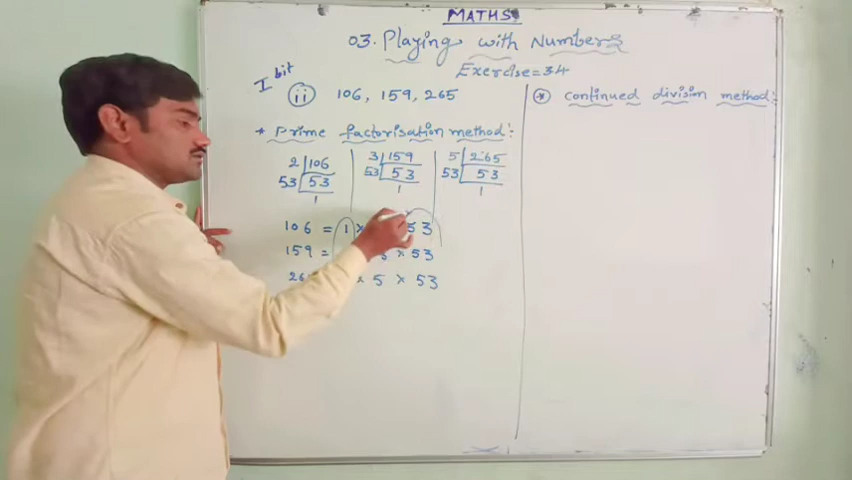 MATHS
03. Playing with Numbers
Exercise = 3.4
I bit
(ii) 106, 159, 265
* Prime factorisation method:
2 | 106
53 | 53
1
3 | 159
53 | 53
1
5 | 265
53 | 53
1
106 = 1 × 53
159 = × 53
26 × 5 × 53
* continued division method: